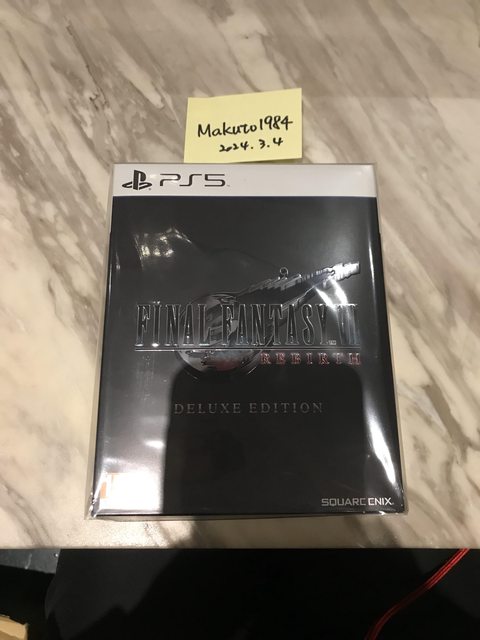 Makuto1984
2024.3.4
PS5
FINAL FANTASY VII
REBIRTH
DELUXE EDITION
SQUARE ENIX